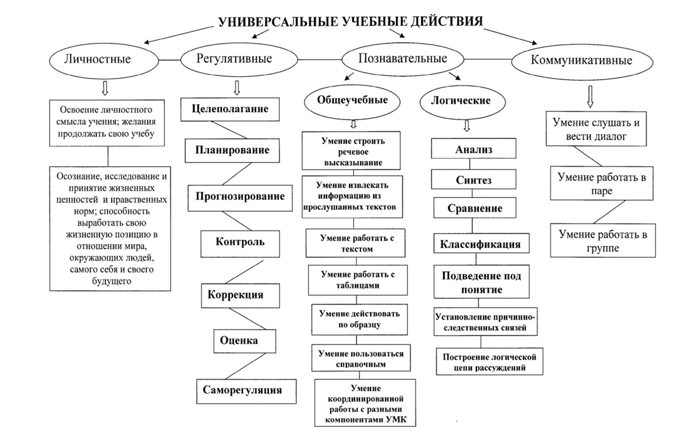 УНИВЕРСАЛЬНЫЕ УЧЕБНЫЕ ДЕЙСТВИЯ
Личностные
Регулятивные
Познавательные
Коммуникативные
Освоение личностного
смысла учения; желания
продолжать свою учебу
Осознание, исследование и
принятие жизненных
ценностей и нравственных
норм; способность
выработать свою
жизненную позицию в
отношении мира,
окружающих людей,
самого себя и своего
будущего
Целеполагание
Планирование
Прогнозирование
Контроль
Коррекция
Оценка
Саморегуляция
Общеучебные
Умение строить
речевое
высказывание
Умение извлекать
информацию из
прослушанных текстов
Умение работать с
текстом
Умение работать с
таблицами
Умение действовать
по образцу
Умение пользоваться
справочным
Умение
координированной
работы с разными
компонентами УМК
Логические
Анализ
Синтез
Сравнение
Классификация
Подведение под
понятие
Установление причинно-
следственных связей
Построение логической
цепи рассуждений
Умение слушать и
вести диалог
Умение работать в
паре
Умение работать в
группе